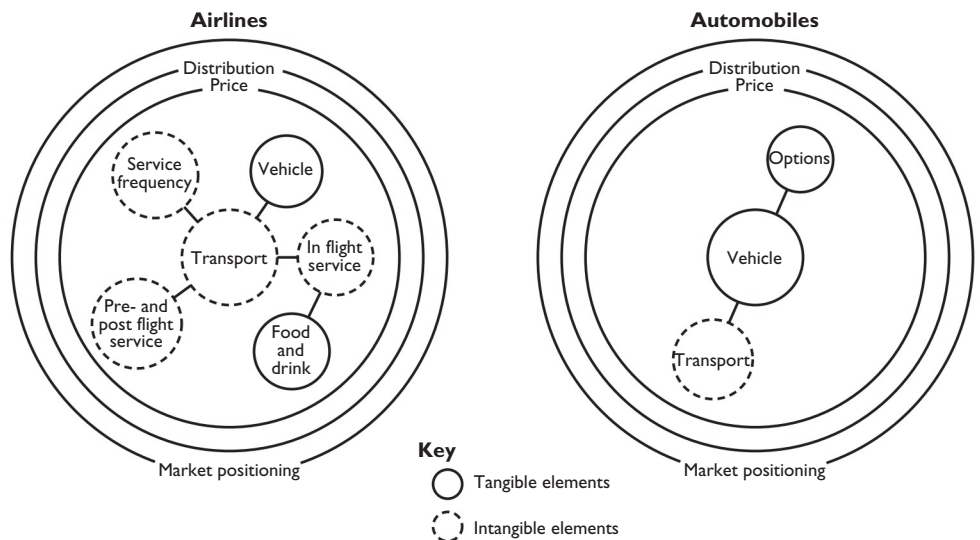 Airlines
Distribution
Price
Service
frequency
Vehicle
Transport
In flight
service
Pre- and
post flight
service
Food
and
drink
Market positioning
Automobiles
Distribution
Price
Options
Vehicle
Transport
Market positioning
Key
Tangible elements
Intangible elements